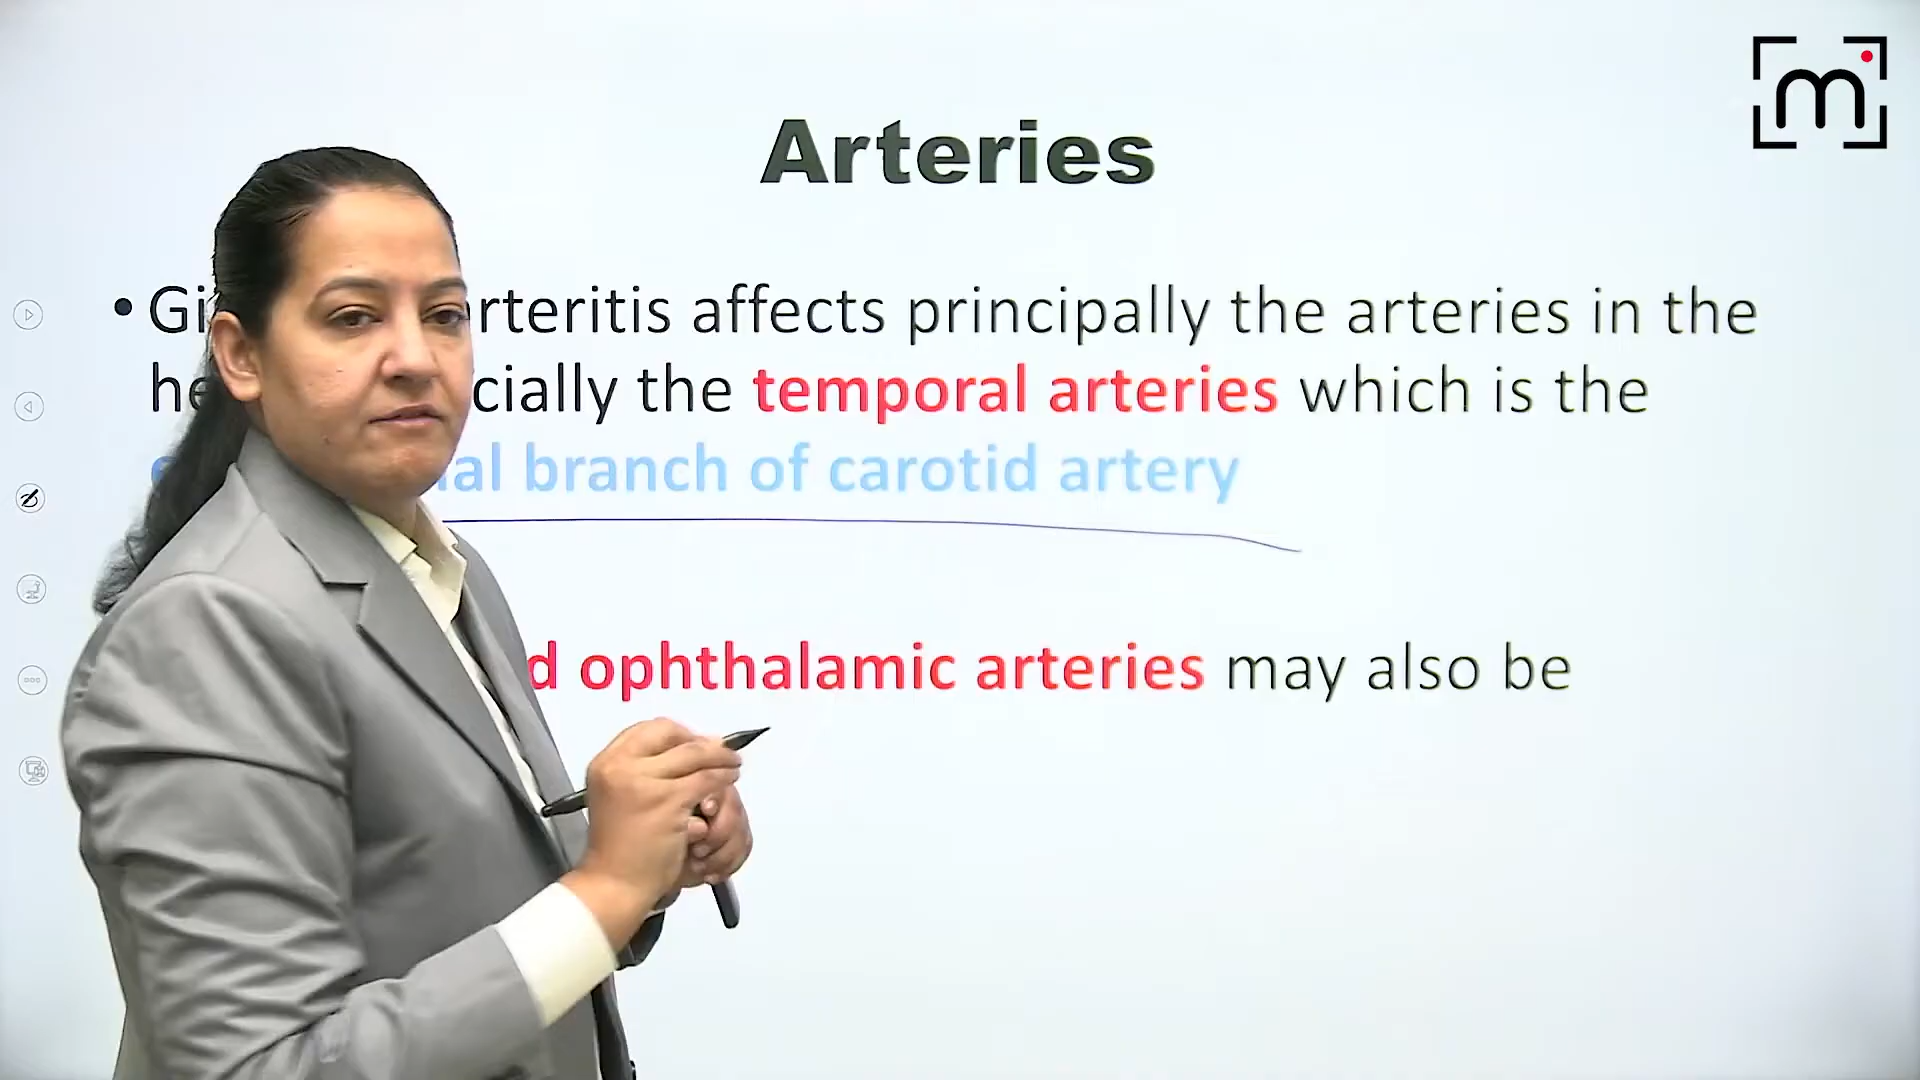 m
Arteries
• Gi rteritis affects principally the arteries in the
he cially the temporal arteries which is the
e al branch of carotid artery
d ophthalamic arteries may also be